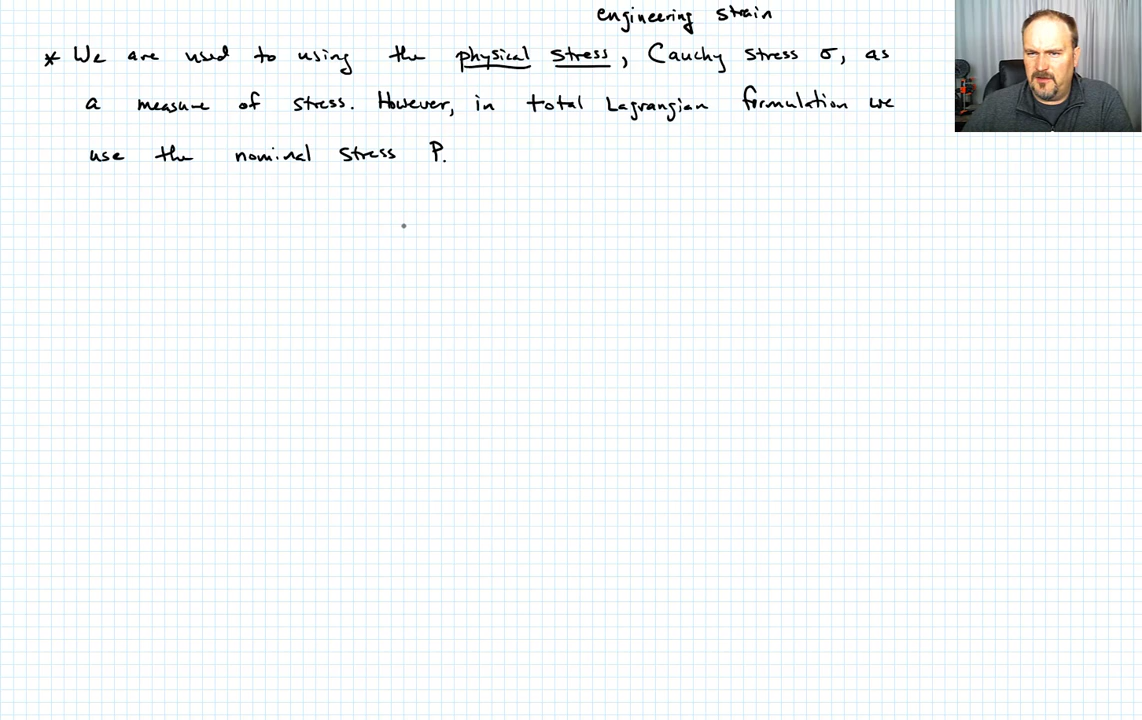 engineering strain
* We are used to using the physical stress, Cauchy stress σ, as
a measure of stress. However, in total Lagrangian formulation we
use the nominal stress P.